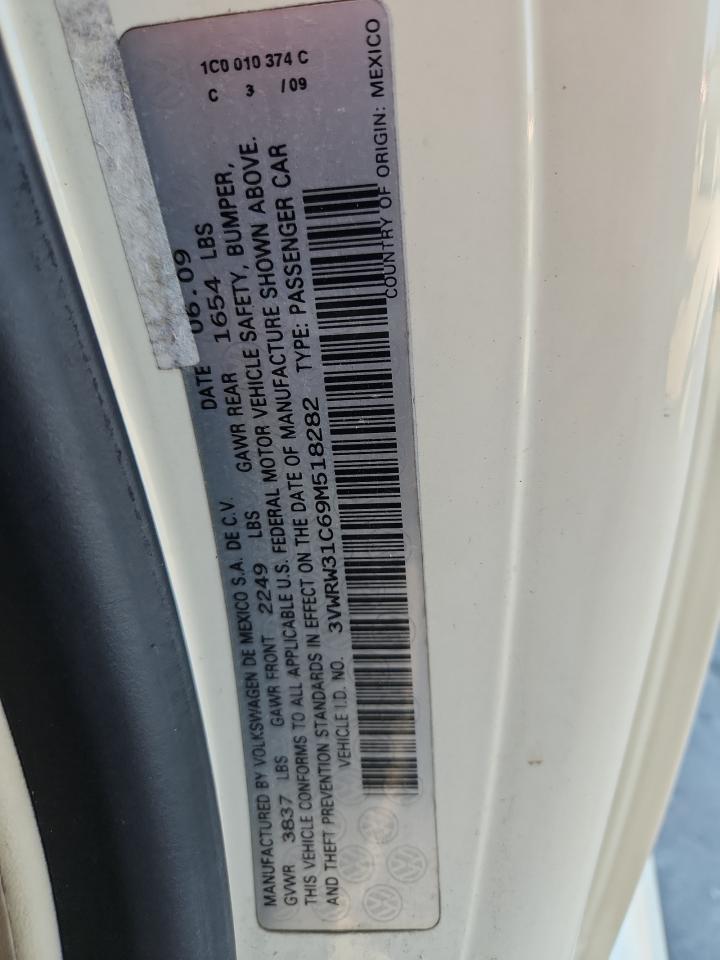 1C0 010 374 C
C 3 /09
MANUFACTURED BY VOLKSWAGEN DE MEXICO S.A. DE C.V. DATE 06.09
GVWR 3837 LBS GAWR FRONT 2249 LBS GAWR REAR 1654 LBS
THIS VEHICLE CONFORMS TO ALL APPLICABLE U.S. FEDERAL MOTOR VEHICLE SAFETY, BUMPER,
AND THEFT PREVENTION STANDARDS IN EFFECT ON THE DATE OF MANUFACTURE SHOWN ABOVE.
VEHICLE I.D. NO. 3VWRW31C69M518282 TYPE: PASSENGER CAR
COUNTRY OF ORIGIN: MEXICO